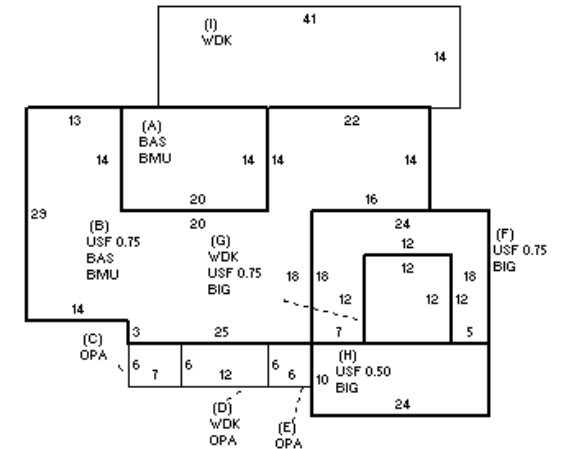 41
(I)
WDK
14
13
(A)
BAS
BMU
22
14
14
14
14
20
16
29
(B)
USF 0.75
BAS
BMU
20
(G)
WDK
USF 0.75
BIG
24
12
12
(F)
USF 0.75
BIG
18
18
18
12
12
12
14
3
25
7
5
(C)
OPA
6
7
6
12
6
6
10
(H)
USF 0.50
BIG
24
(D)
WDK
OPA
(E)
OPA